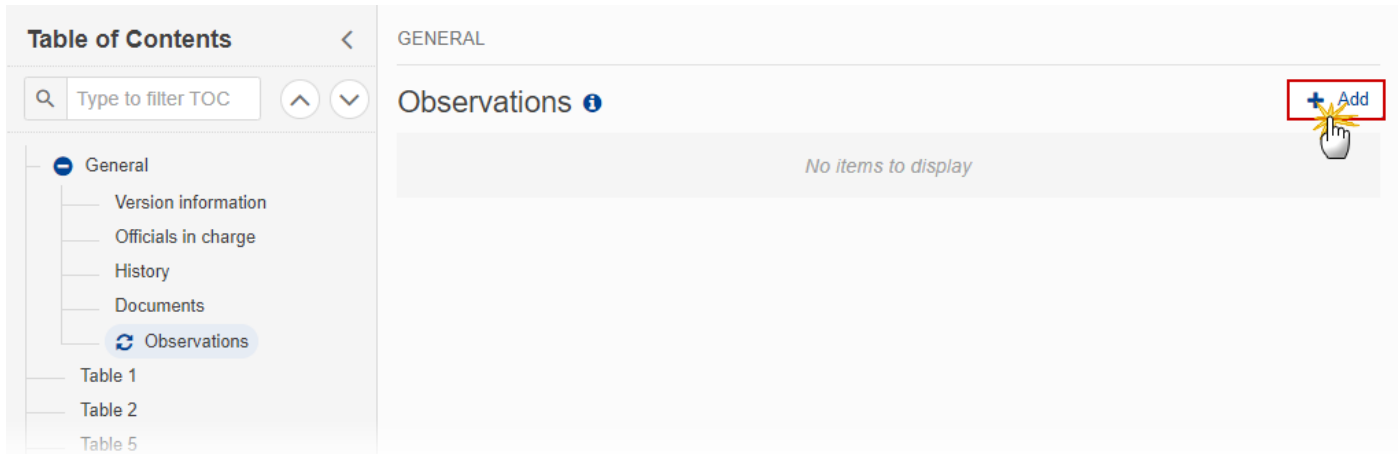 Table of Contents
Type to filter TOC
General
Version information
Officials in charge
History
Documents
Observations
Table 1
Table 2
Table 5
GENERAL
Observations
Add
No items to display